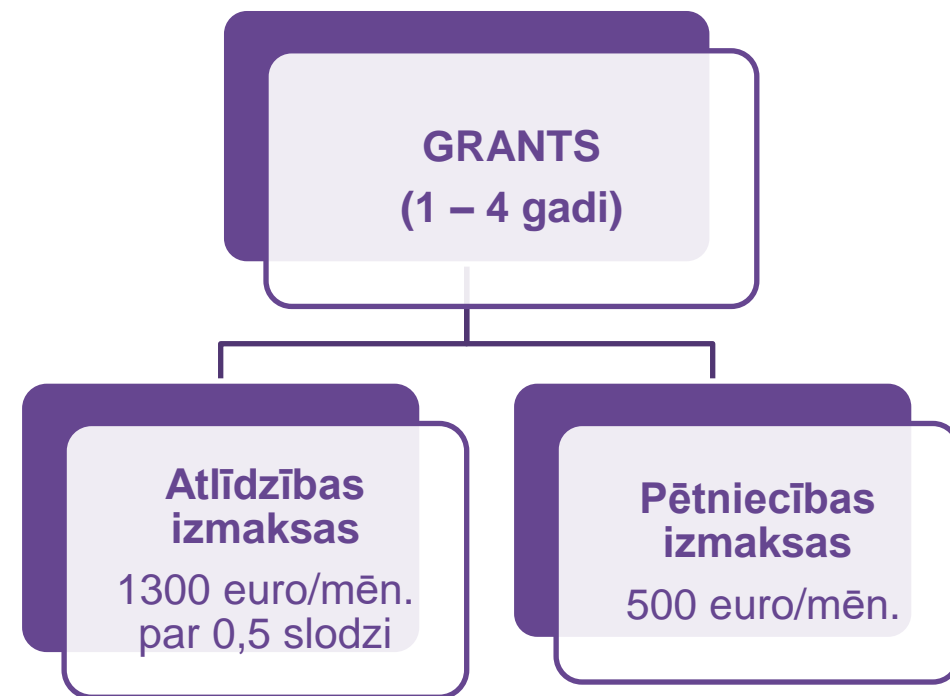 GRANTS
(1 – 4 gadi)
Atlīdzības
izmaksas
1300 euro/mēn.
par 0,5 slodzi
Pētniecības
izmaksas
500 euro/mēn.